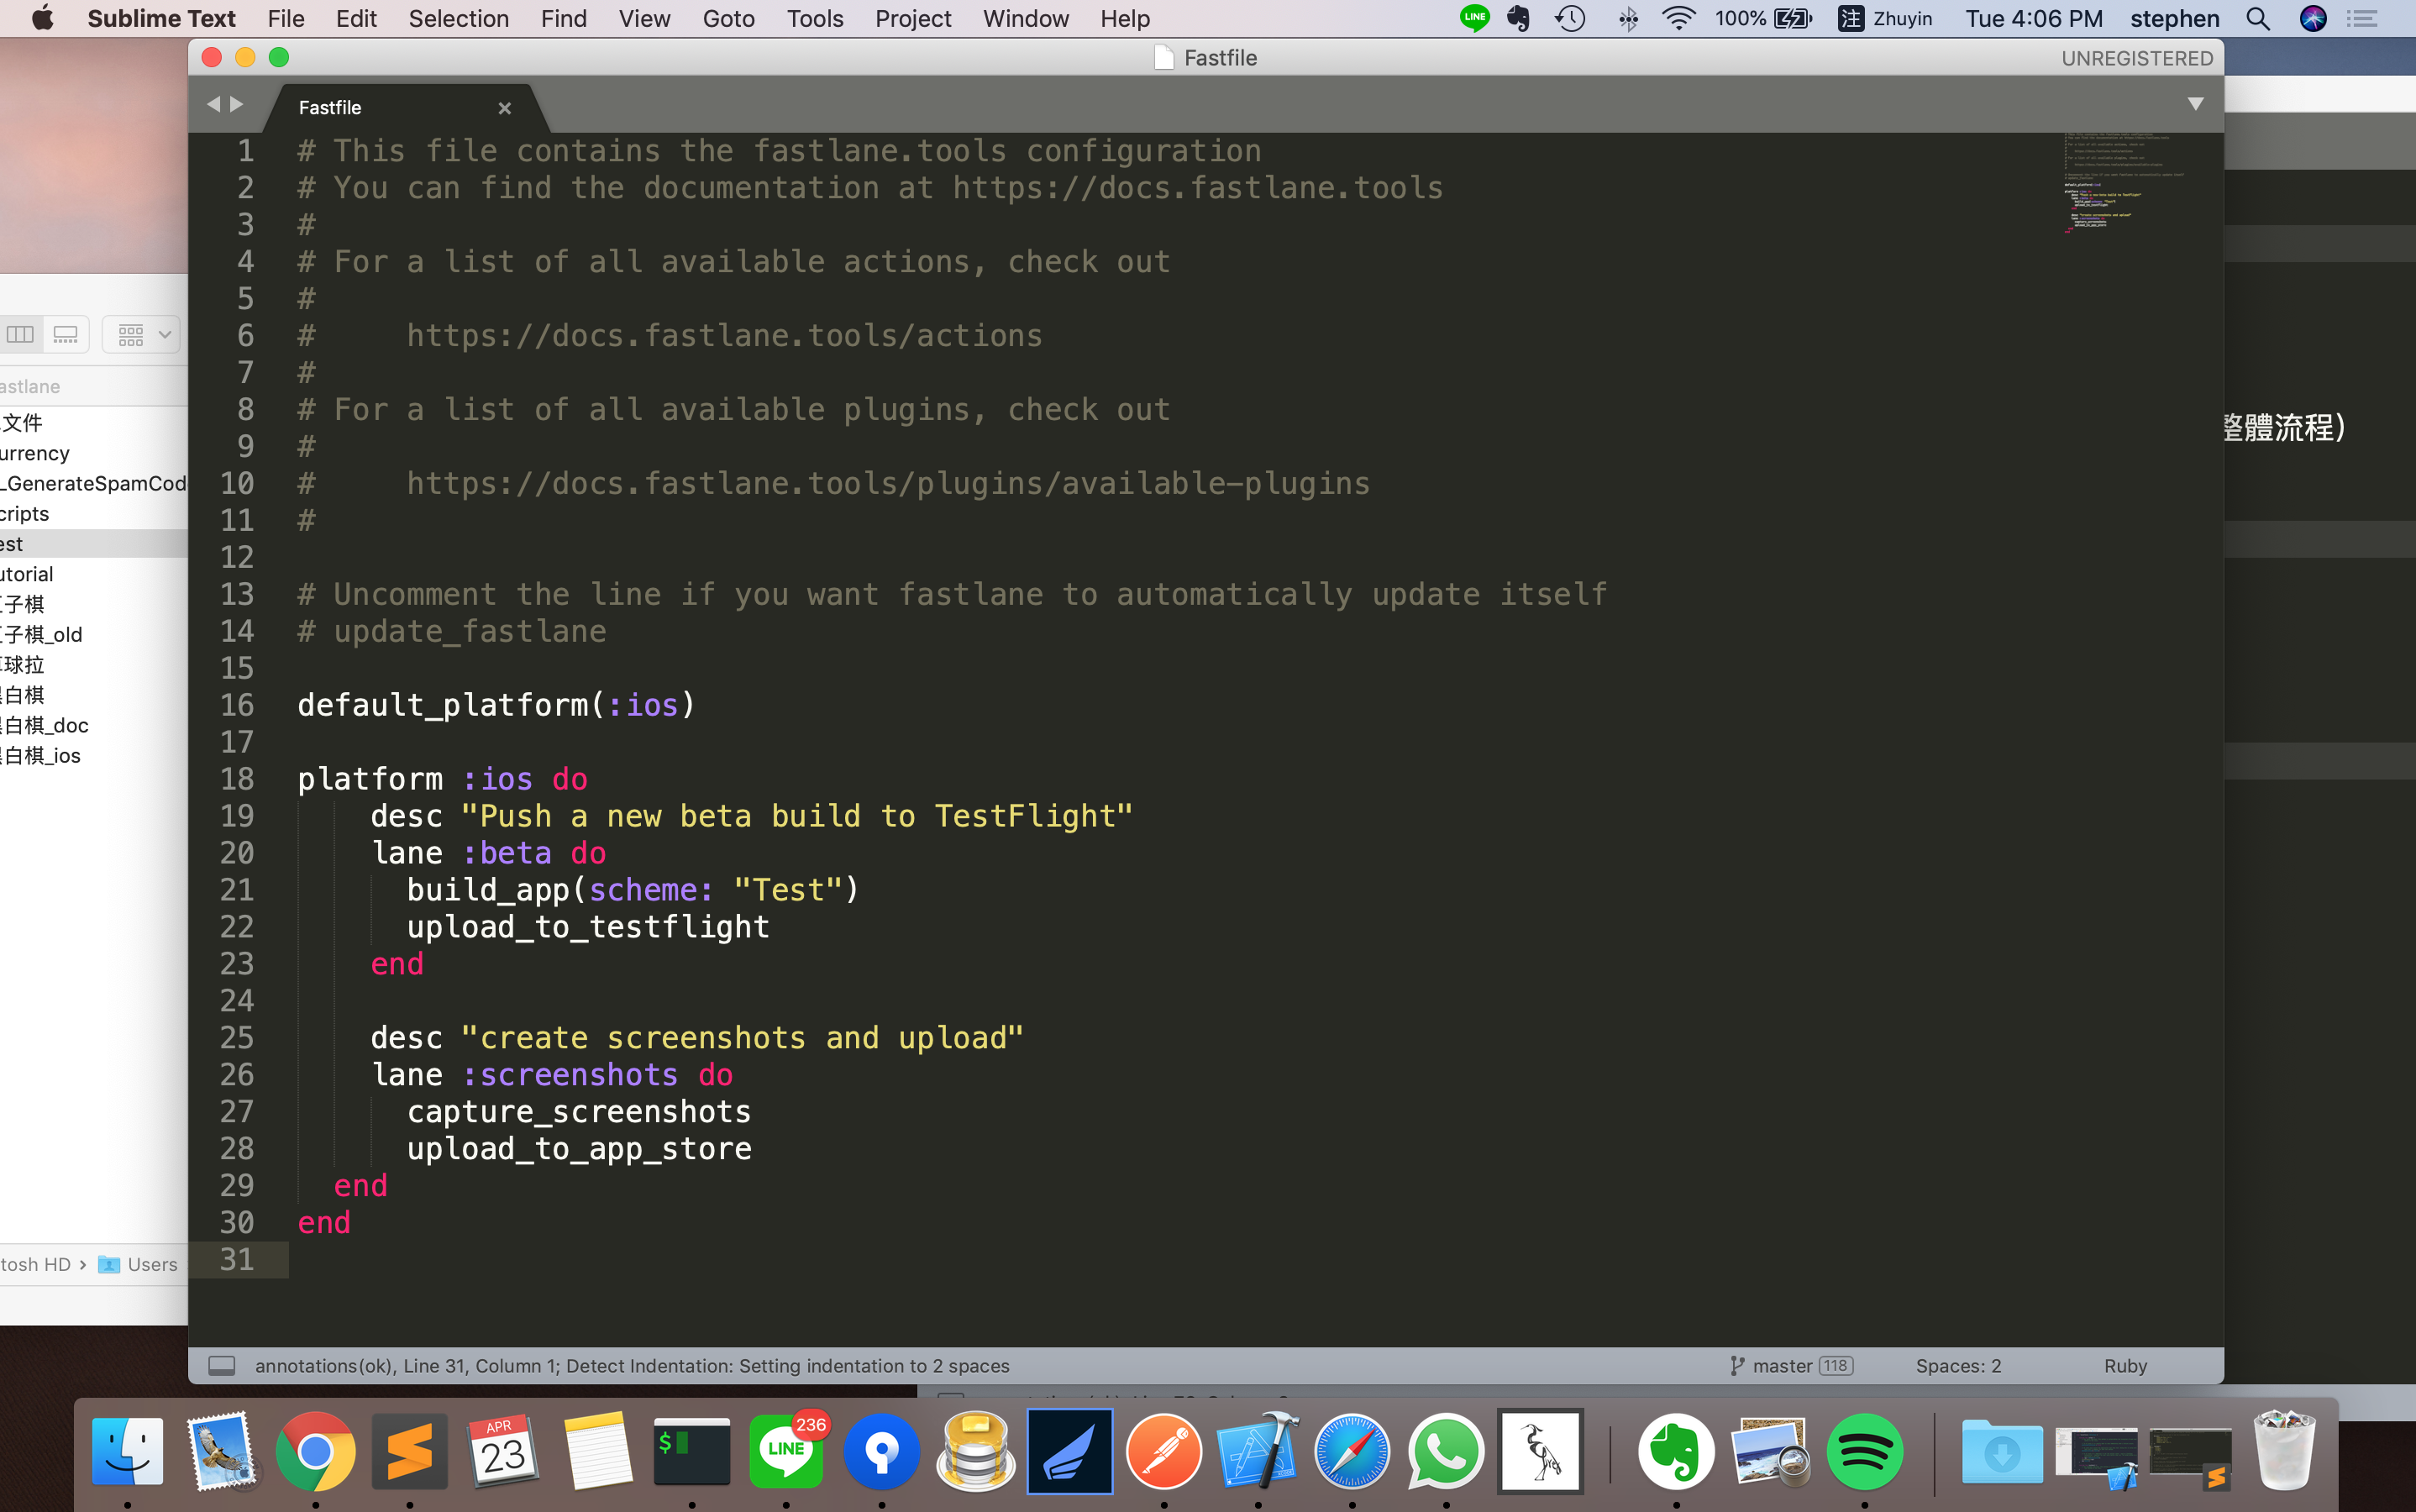 Sublime Text File Edit Selection Find View Goto Tools Project Window Help LINE 100% 注 Zhuyin Tue 4:06 PM stephen
Fastfile
UNREGISTERED
Fastfile
1 # This file contains the fastlane.tools configuration
2 # You can find the documentation at https://docs.fastlane.tools
3 #
4 # For a list of all available actions, check out
5 #
6 #     https://docs.fastlane.tools/actions
7 #
8 # For a list of all available plugins, check out
9 #
10 #     https://docs.fastlane.tools/plugins/available-plugins
11 #
12
13 # Uncomment the line if you want fastlane to automatically update itself
14 # update_fastlane
15
16 default_platform(:ios)
17
18 platform :ios do
19     desc "Push a new beta build to TestFlight"
20     lane :beta do
21       build_app(scheme: "Test")
22       upload_to_testflight
23     end
24
25     desc "create screenshots and upload"
26     lane :screenshots do
27       capture_screenshots
28       upload_to_app_store
29   end
30 end
31
astlane
文件
urrency
LGenerateSpamCod
cripts
est
utorial
子棋
子棋_old
球拉
白棋
白棋_doc
白棋_ios
tosh HD › Users
整體流程)
annotations(ok), Line 31, Column 1; Detect Indentation: Setting indentation to 2 spaces
master 118
Spaces: 2
Ruby
APR
23
$
LINE
236